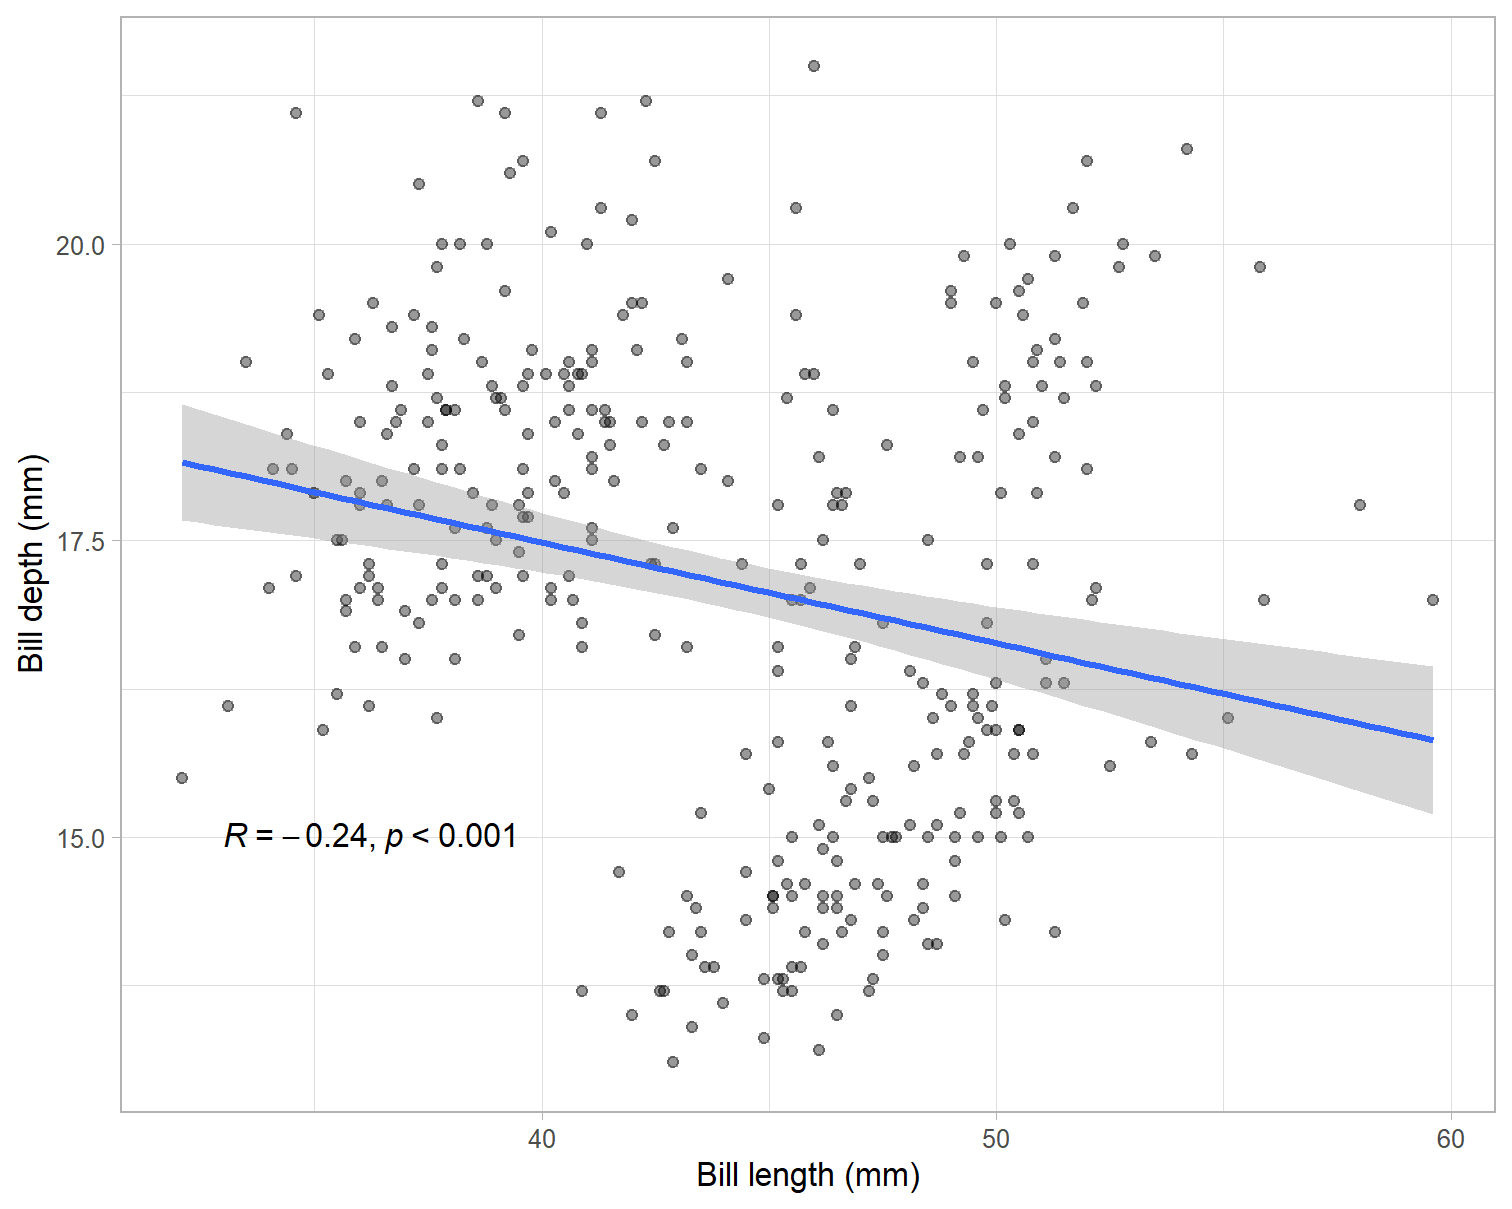 Bill depth (mm)
20.0
17.5
15.0
R = – 0.24, p < 0.001
40 50 60
Bill length (mm)